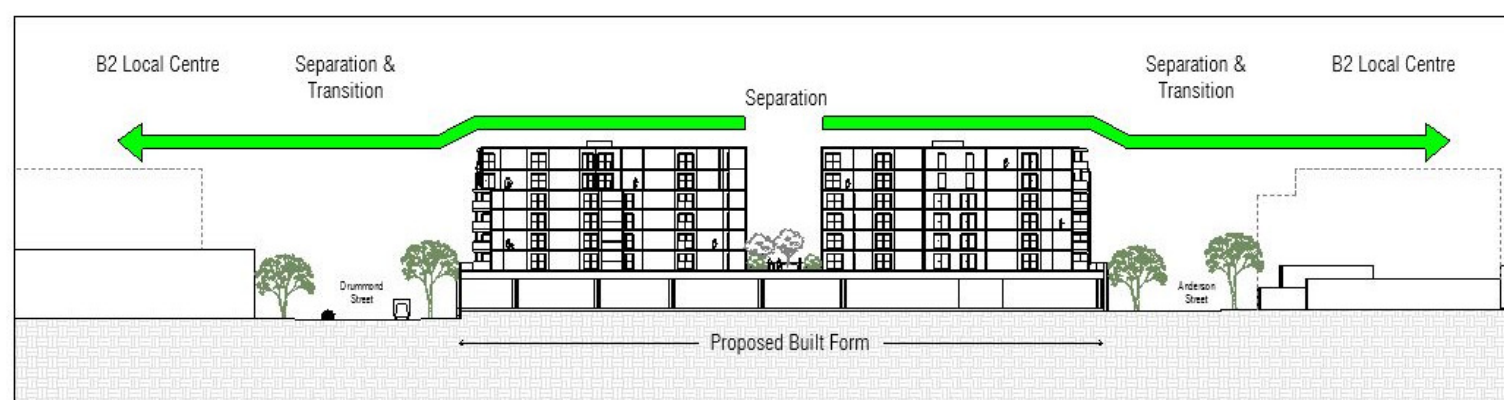 B2 Local Centre
Separation &
Transition
Separation
Separation &
Transition
B2 Local Centre
Drummond
Street
Anderson
Street
Proposed Built Form